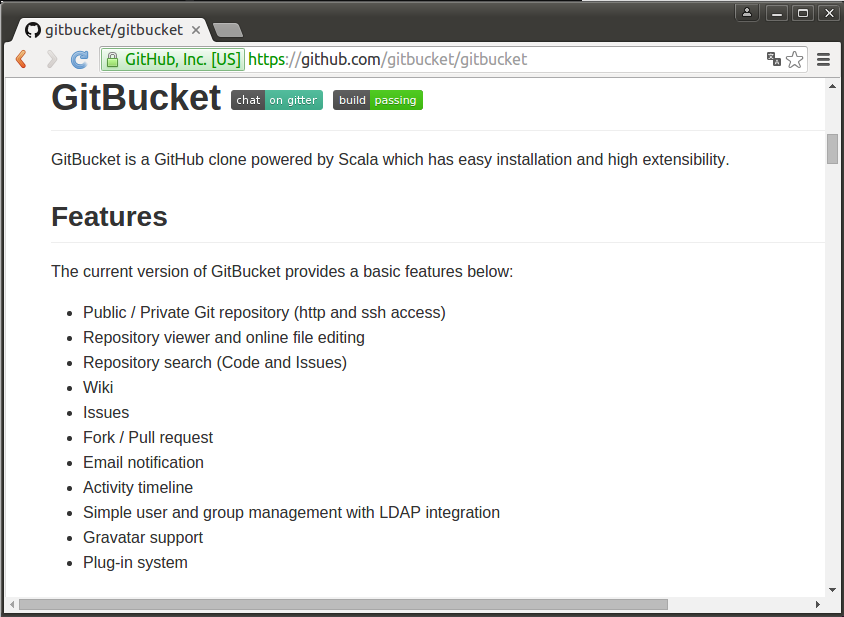 gitbucket/gitbucket
GitHub, Inc. [US] https://github.com/gitbucket/gitbucket
GitBucket chat on gitter build passing
GitBucket is a GitHub clone powered by Scala which has easy installation and high extensibility.
Features
The current version of GitBucket provides a basic features below:
• Public / Private Git repository (http and ssh access)
• Repository viewer and online file editing
• Repository search (Code and Issues)
• Wiki
• Issues
• Fork / Pull request
• Email notification
• Activity timeline
• Simple user and group management with LDAP integration
• Gravatar support
• Plug-in system